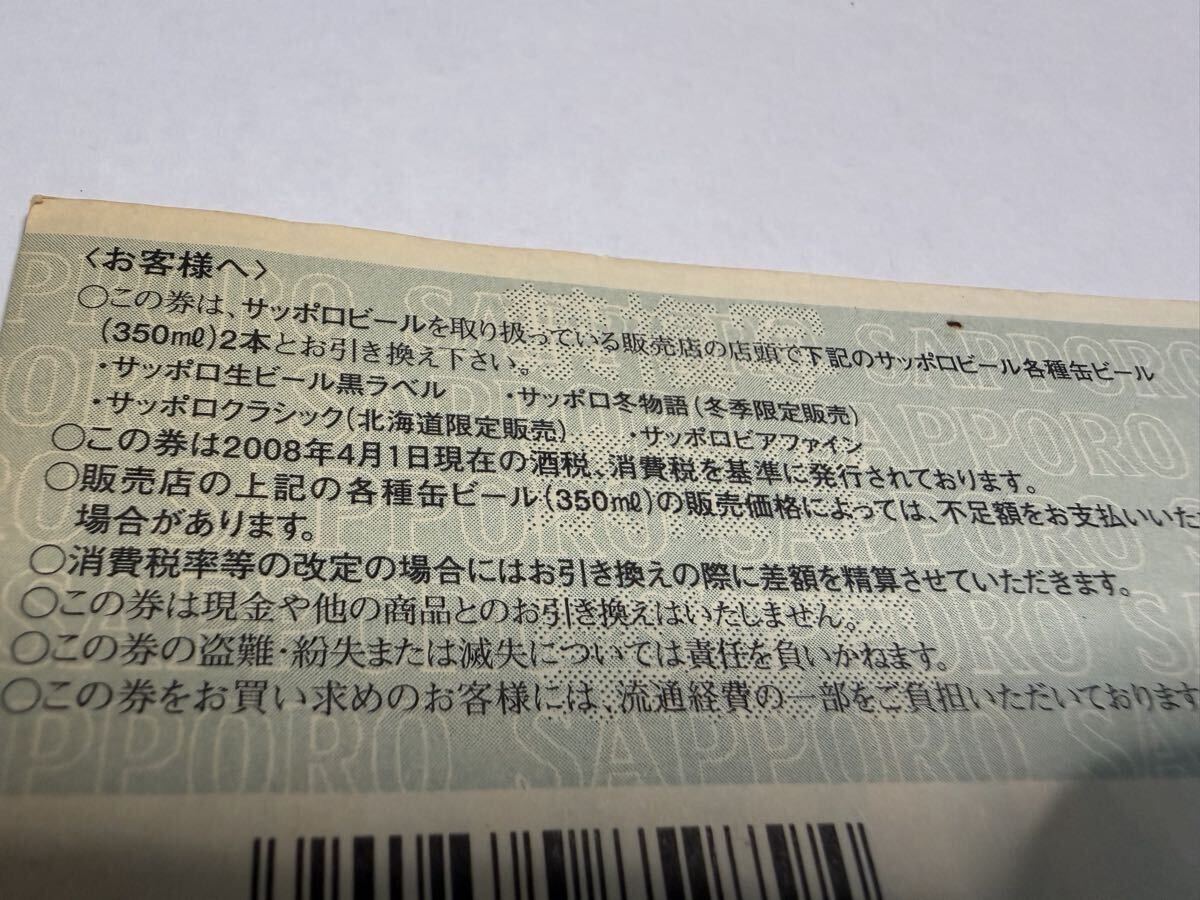 〈お客様へ〉
○この券は、サッポロビールを取り扱っている販売店の店頭で下記のサッポロビール各種缶ビール
(350㎖)2本とお引き換え下さい。
・サッポロ生ビール黒ラベル ・サッポロ冬物語(冬季限定販売)
・サッポロクラシック(北海道限定販売) ・サッポロビアファイン
○この券は2008年4月1日現在の酒税、消費税を基準に発行されております。
○販売店の上記の各種缶ビール(350㎖)の販売価格によっては、不足額をお支払いいた
場合があります。
○消費税率等の改定の場合にはお引き換えの際に差額を精算させていただきます。
○この券は現金や他の商品とのお引き換えはいたしません。
○この券の盗難・紛失または滅失については責任を負いかねます。
○この券をお買い求めのお客様には、流通経費の一部をご負担いただいております
SAPPORO SAPPORO